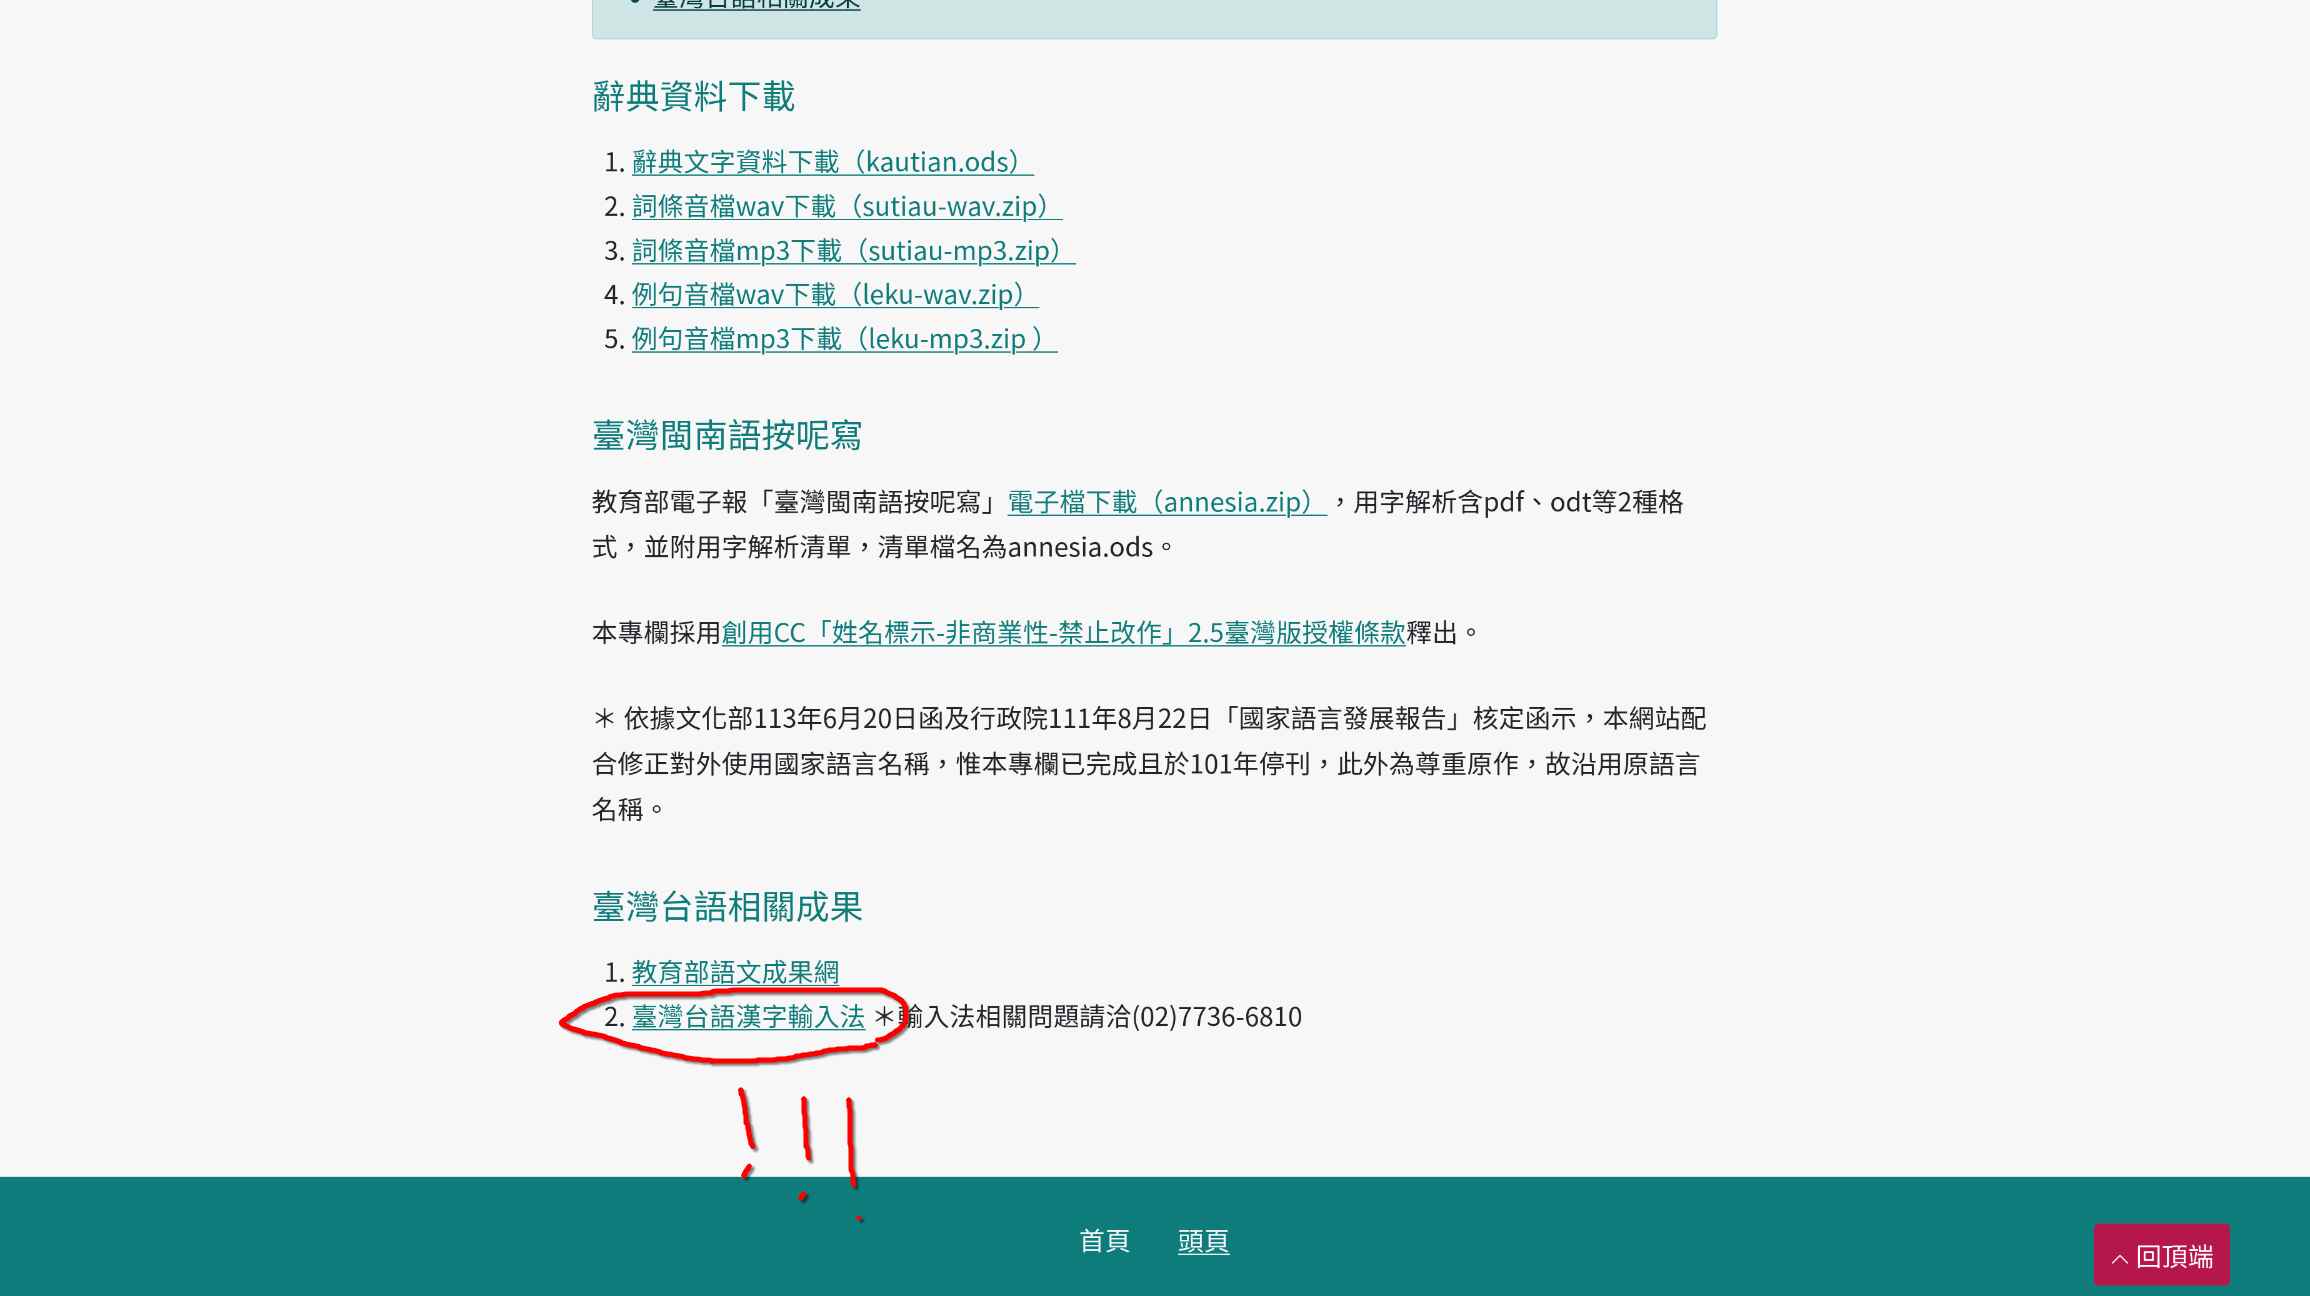 臺灣台語相關成果
辭典資料下載
1. 辭典文字資料下載（kautian.ods）
2. 詞條音檔wav下載（sutiau-wav.zip）
3. 詞條音檔mp3下載（sutiau-mp3.zip）
4. 例句音檔wav下載（leku-wav.zip）
5. 例句音檔mp3下載（leku-mp3.zip ）
臺灣閩南語按呢寫
教育部電子報「臺灣閩南語按呢寫」電子檔下載（annesia.zip），用字解析含pdf、odt等2種格
式，並附用字解析清單，清單檔名為annesia.ods。
本專欄採用創用CC「姓名標示-非商業性-禁止改作」2.5臺灣版授權條款釋出。
＊ 依據文化部113年6月20日函及行政院111年8月22日「國家語言發展報告」核定函示，本網站配
合修正對外使用國家語言名稱，惟本專欄已完成且於101年停刊，此外為尊重原作，故沿用原語言
名稱。
臺灣台語相關成果
1. 教育部語文成果網
2. 臺灣台語漢字輸入法 ＊輸入法相關問題請洽(02)7736-6810
!!!
首頁 頭頁
回頂端